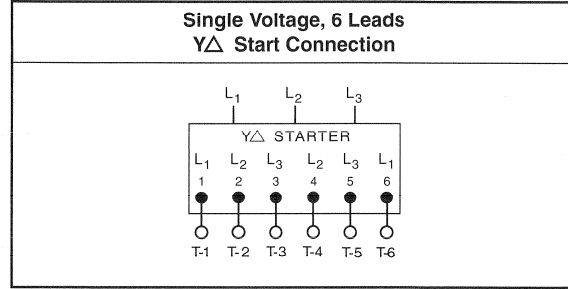 Single Voltage, 6 Leads
Y△ Start Connection
L1 L2 L3
Y△ STARTER
L1 L2 L3 L2 L3 L1
1 2 3 4 5 6
T-1 T-2 T-3 T-4 T-5 T-6